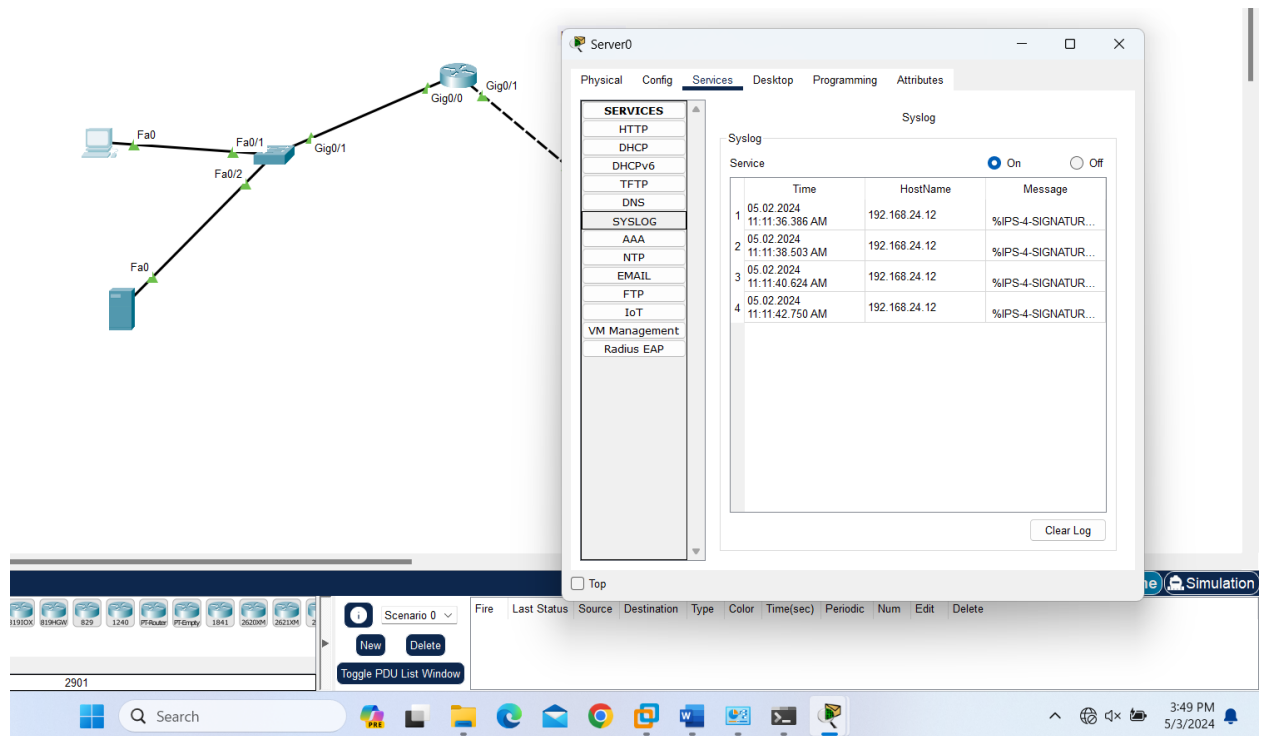 Server0
Physical Config Services Desktop Programming Attributes
SERVICES
HTTP
DHCP
DHCPv6
TFTP
DNS
SYSLOG
AAA
NTP
EMAIL
FTP
IoT
VM Management
Radius EAP
Syslog
Syslog
Service On Off
Time HostName Message
1 05.02.2024 11:11:36.386 AM 192.168.24.12 %IPS-4-SIGNATUR...
2 05.02.2024 11:11:38.503 AM 192.168.24.12 %IPS-4-SIGNATUR...
3 05.02.2024 11:11:40.624 AM 192.168.24.12 %IPS-4-SIGNATUR...
4 05.02.2024 11:11:42.750 AM 192.168.24.12 %IPS-4-SIGNATUR...
Clear Log
Top
Gig0/1
Gig0/0
Fa0
Fa0/1
Gig0/1
Fa0/2
Fa0
Simulation
819HGW 829 1240 PT-Router PT-Empty 1841 2620XM 2621XM
2901
Scenario 0
New Delete
Toggle PDU List Window
Fire Last Status Source Destination Type Color Time(sec) Periodic Num Edit Delete
Search
PRE
3:49 PM
5/3/2024